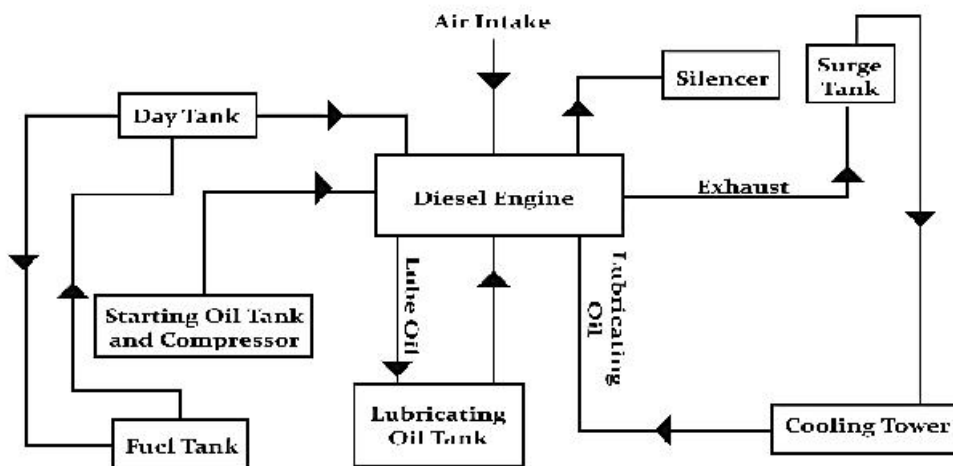 Air Intake
Silencer
Surge
Tank
Day Tank
Diesel Engine
Exhaust
Lube Oil
Lubricating
Oil
Starting Oil Tank
and Compressor
Lubricating
Oil Tank
Cooling Tower
Fuel Tank